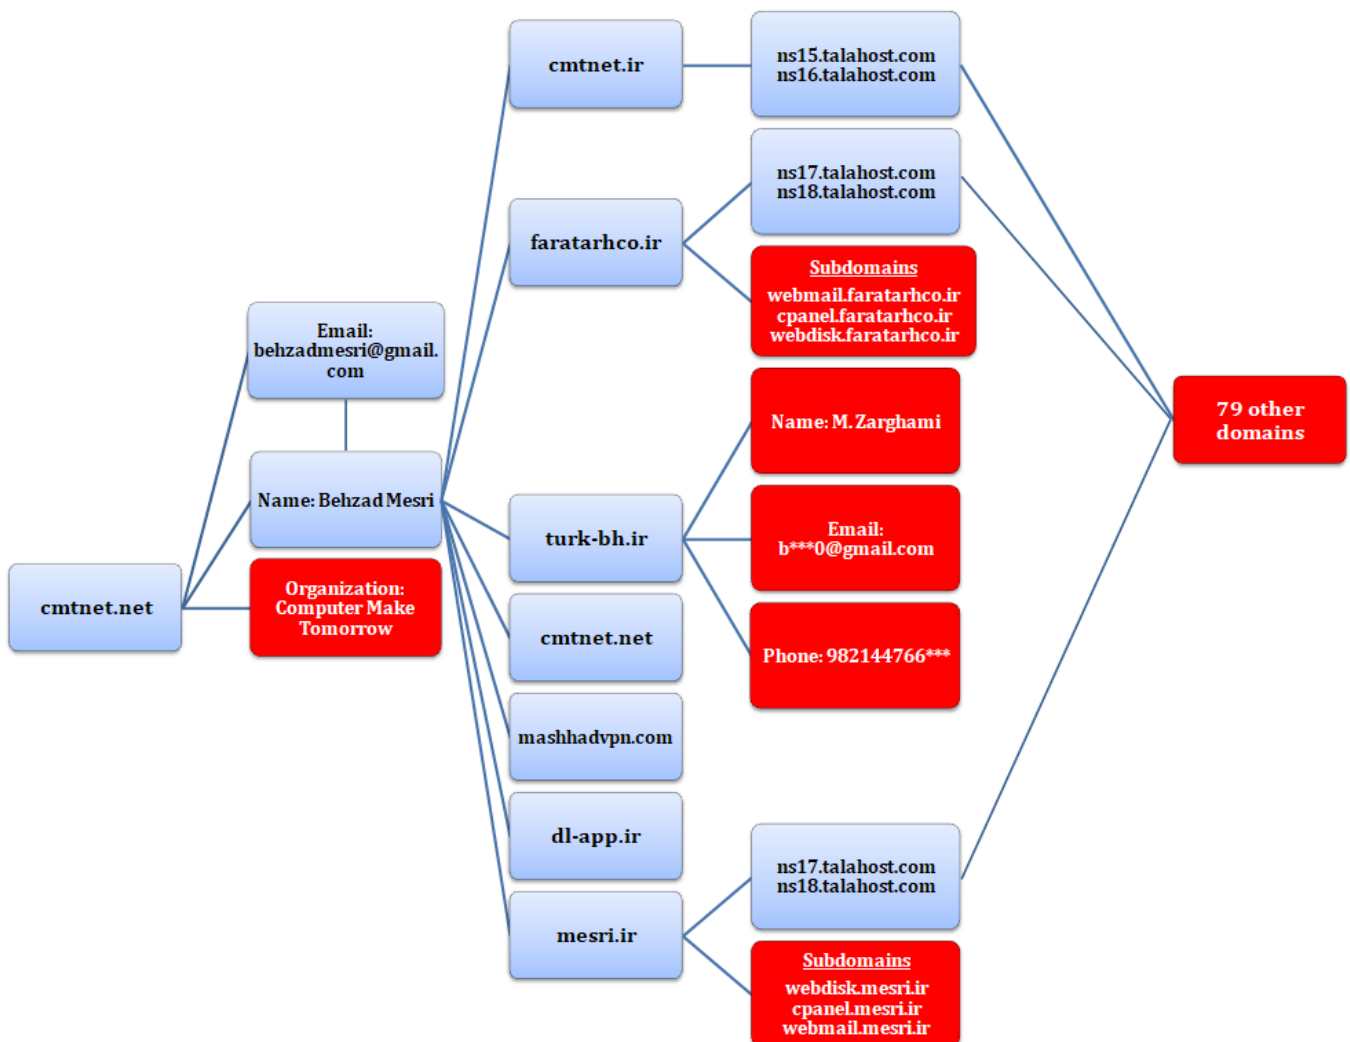 cmtnet.net
Email:
behzadmesri@gmail.
com
Name: Behzad Mesri
Organization:
Computer Make
Tomorrow
cmtnet.ir
faratarhco.ir
turk-bh.ir
cmtnet.net
mashhadvpn.com
dl-app.ir
mesri.ir
ns15.talahost.com
ns16.talahost.com
ns17.talahost.com
ns18.talahost.com
Subdomains
webmail.faratarhco.ir
cpanel.faratarhco.ir
webdisk.faratarhco.ir
Name: M. Zarghami
Email:
b***0@gmail.com
Phone: 982144766***
ns17.talahost.com
ns18.talahost.com
Subdomains
webdisk.mesri.ir
cpanel.mesri.ir
webmail.mesri.ir
79 other
domains